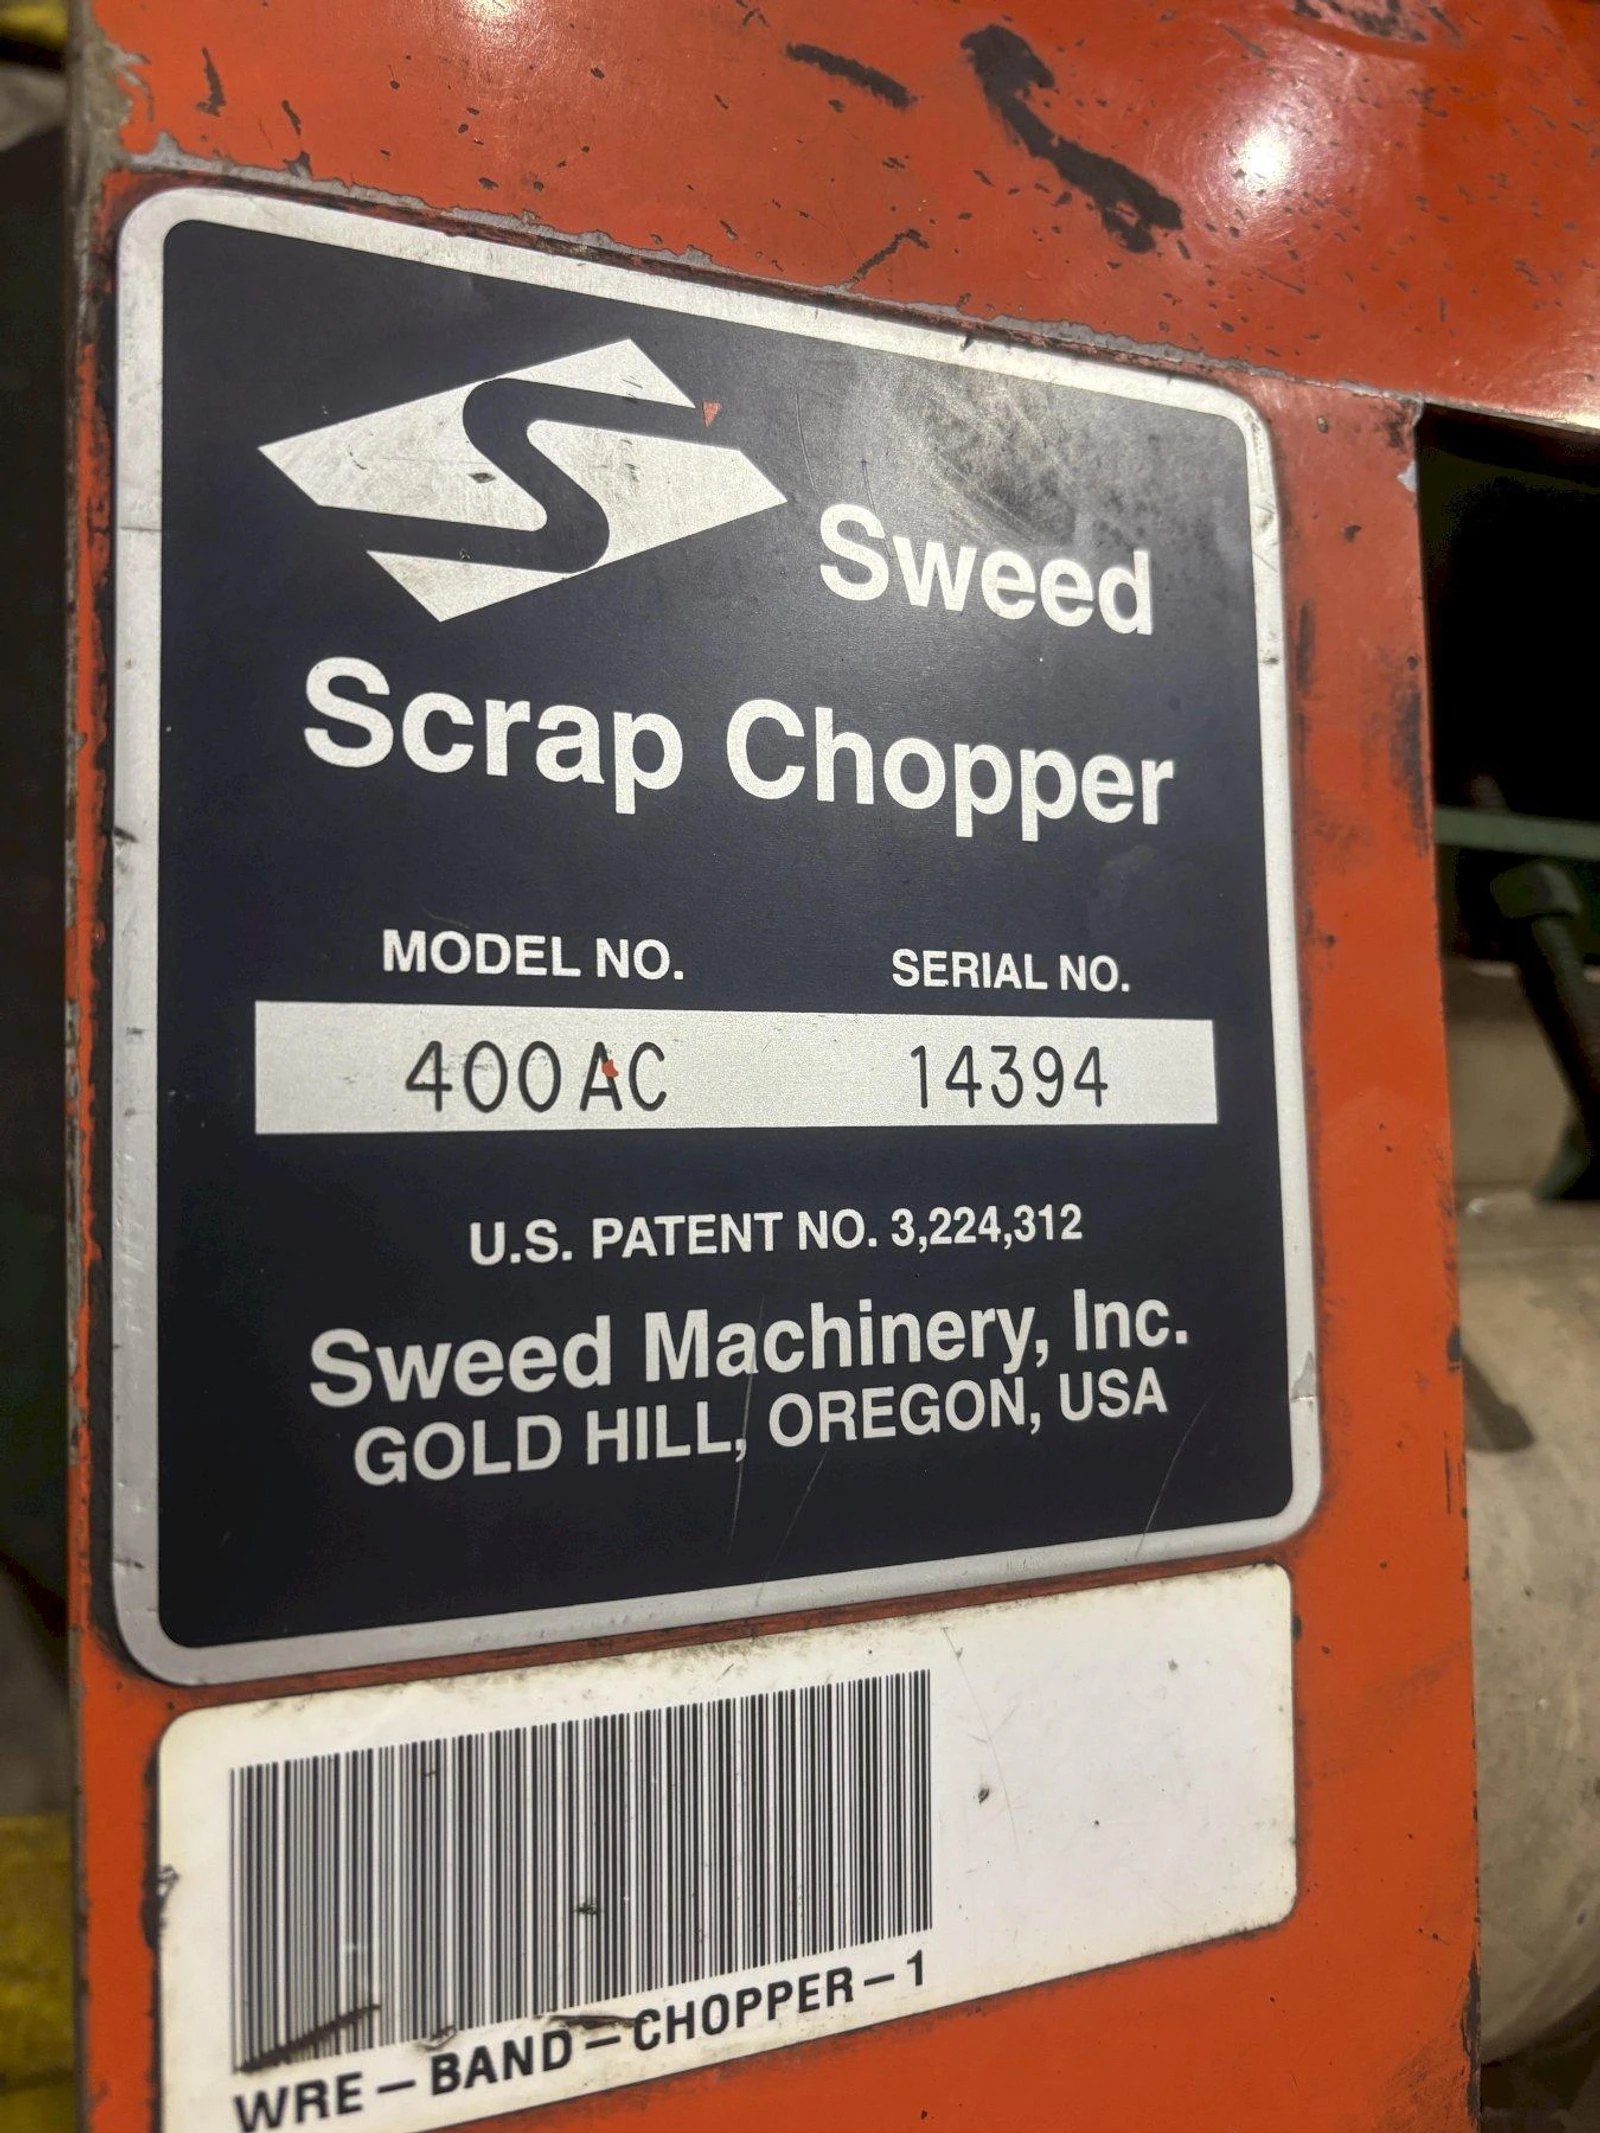 Sweed
Scrap Chopper
MODEL NO. SERIAL NO.
400AC 14394
U.S. PATENT NO. 3,224,312
Sweed Machinery, Inc.
GOLD HILL, OREGON, USA
WRE-BAND-CHOPPER-1